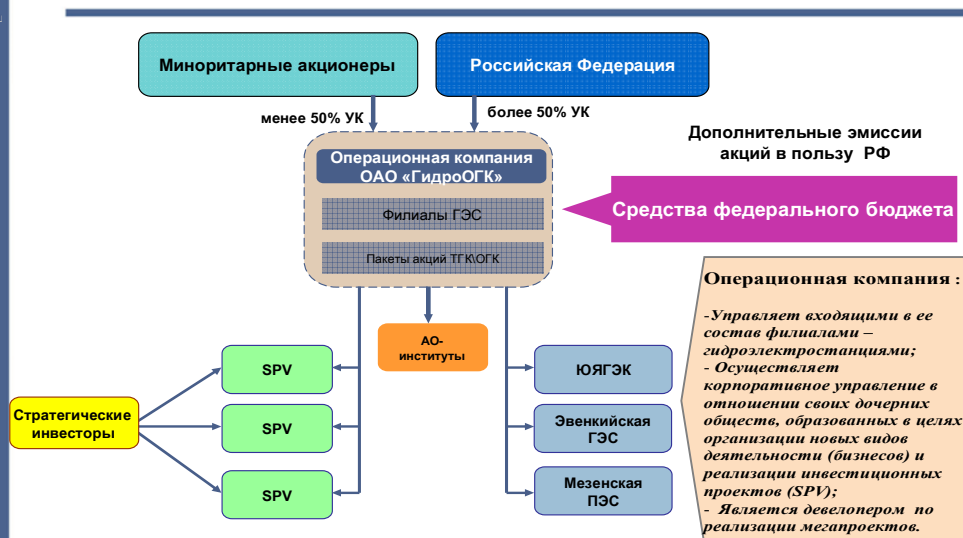 Миноритарные акционеры
Российская Федерация
менее 50% УК
более 50% УК
Операционная компания
ОАО «ГидроОГК»
Филиалы ГЭС
Пакеты акций ТГК\ОГК
Дополнительные эмиссии
акций в пользу РФ
Средства федерального бюджета
АО-
институты
SPV
SPV
SPV
Стратегические
инвесторы
ЮЯГЭК
Эвенкийская
ГЭС
Мезенская
ПЭС
Операционная компания :
-Управляет входящими в ее
состав филиалами –
гидроэлектростанциями;
- Осуществляет
корпоративное управление в
отношении своих дочерних
обществ, образованных в целях
организации новых видов
деятельности (бизнесов) и
реализации инвестиционных
проектов (SPV);
- Является девелопером по
реализации мегапроектов.